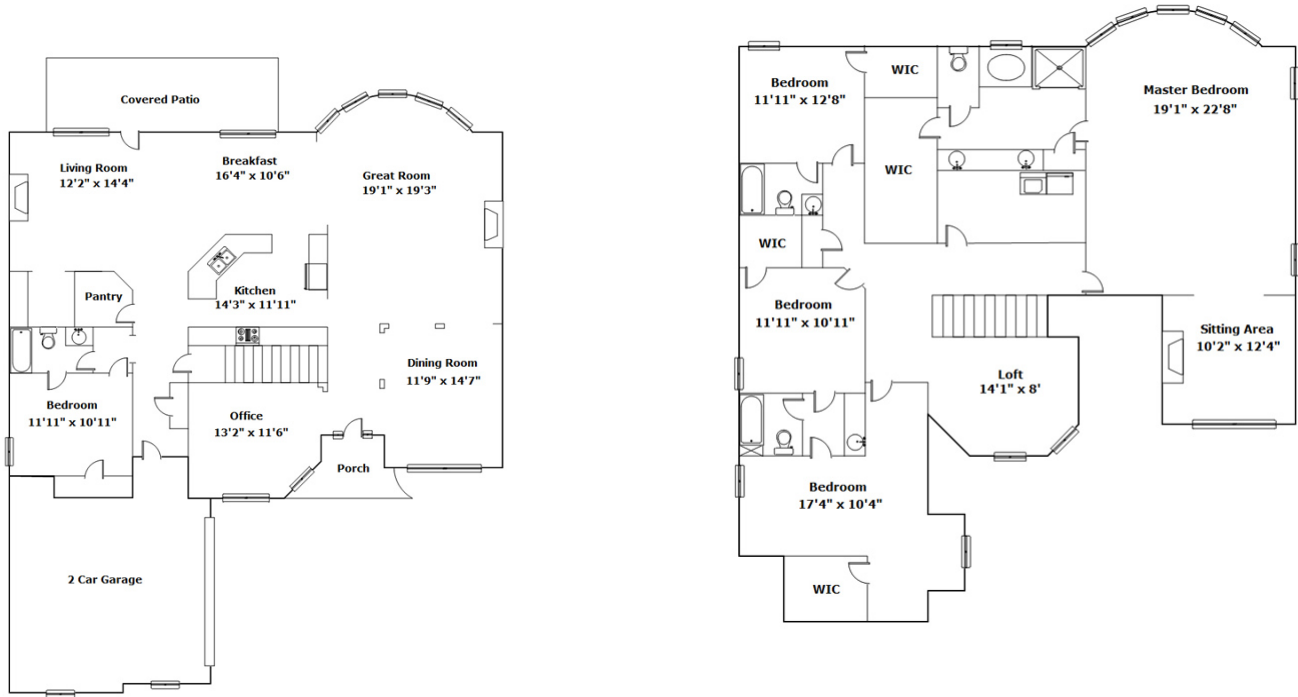 Covered Patio
Living Room
12'2" x 14'4"
Breakfast
16'4" x 10'6"
Great Room
19'1" x 19'3"
Pantry
Kitchen
14'3" x 11'11"
Dining Room
11'9" x 14'7"
Bedroom
11'11" x 10'11"
Office
13'2" x 11'6"
Porch
2 Car Garage
Bedroom
11'11" x 12'8"
WIC
Master Bedroom
19'1" x 22'8"
WIC
WIC
Bedroom
11'11" x 10'11"
Sitting Area
10'2" x 12'4"
Loft
14'1" x 8'
Bedroom
17'4" x 10'4"
WIC